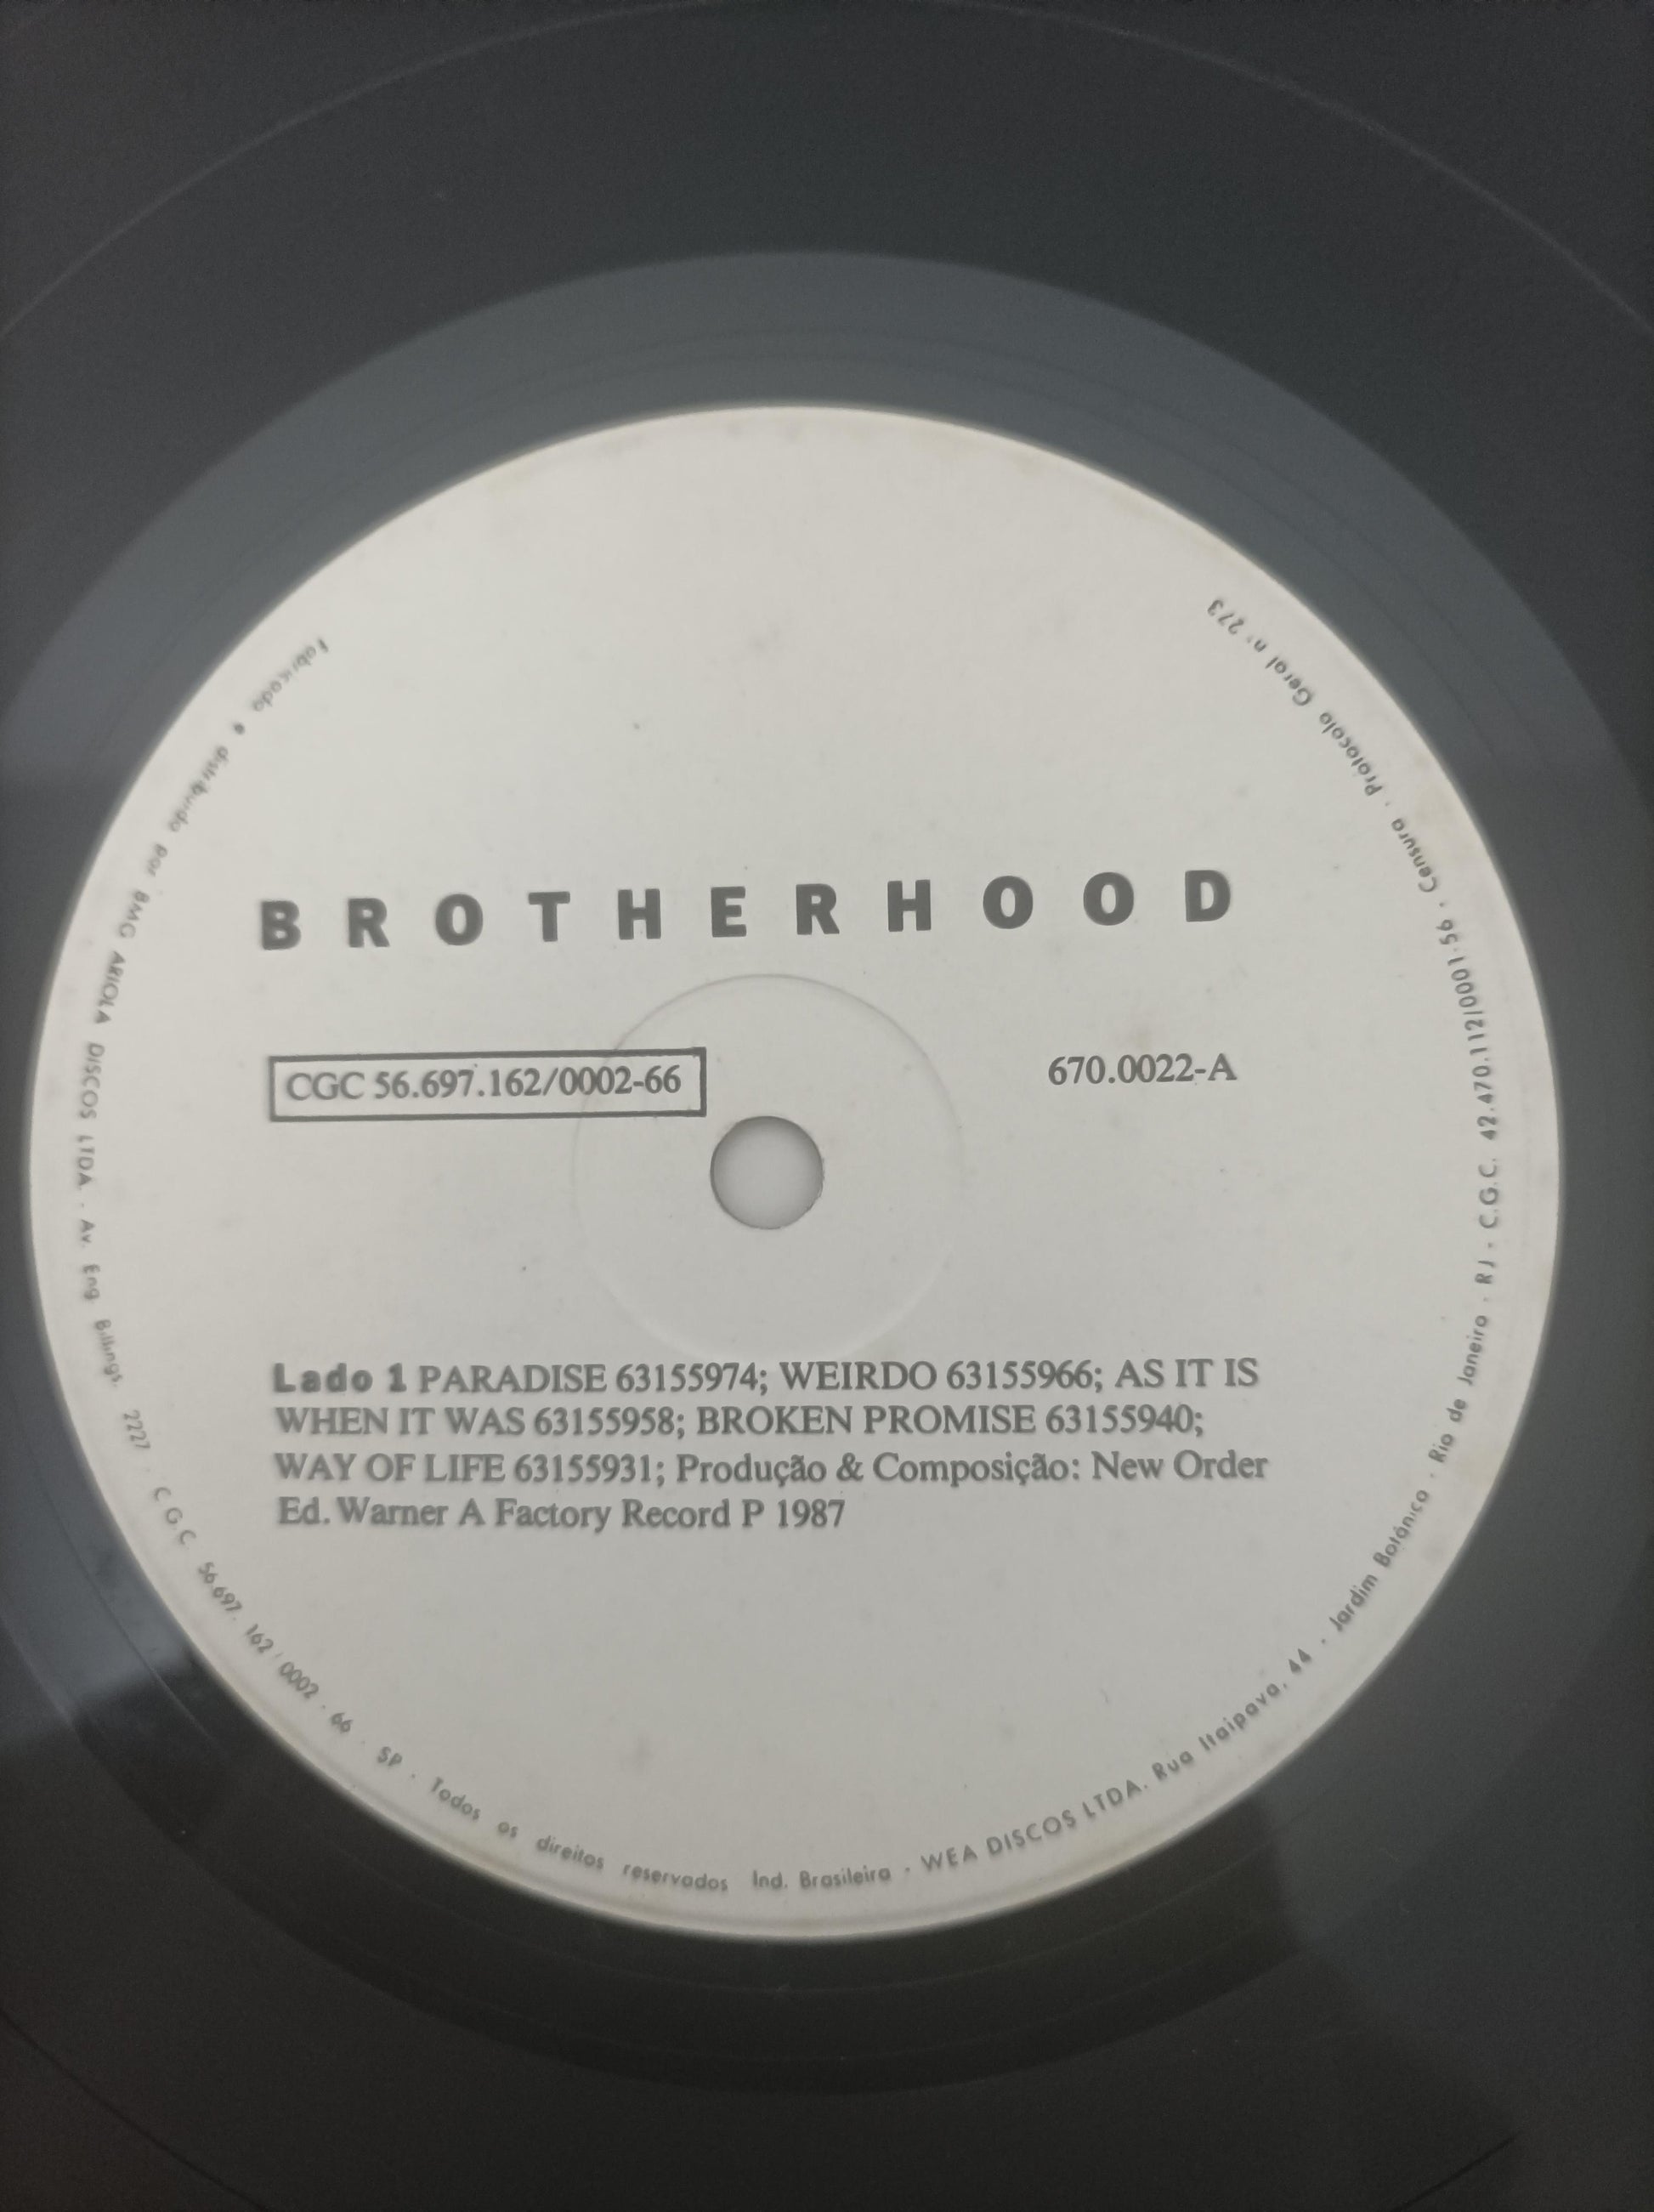 BROTHERHOOD
CGC 56.697.162/0002-66
670.0022-A
Lado 1 PARADISE 63155974; WEIRDO 63155966; AS IT IS
WHEN IT WAS 63155958; BROKEN PROMISE 63155940;
WAY OF LIFE 63155931; Produção & Composição: New Order
Ed. Warner A Factory Record P 1987
Fabricado e distribuido por BMG ARIOLA DISCOS LTDA. · Av. Eng. Billings, 2227 · C G C 56.697.162/0002 · 66 · SP · Todos os direitos reservados Ind. Brasileira · WEA DISCOS LTDA. Rua Itaipava, 44 · Jardim Botânico · Rio de Janeiro · RJ · C.G.C. 42.470.112/0001·56 · Censura · Protocolo Geral n° 273